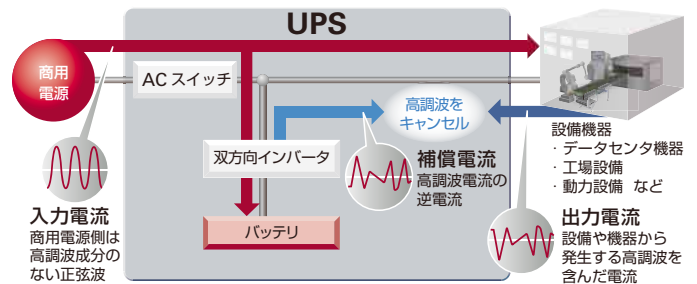 UPS
商用
電源
AC スイッチ
高調波を
キャンセル
双方向インバータ
バッテリ
補償電流
高調波電流の
逆電流
設備機器
・データセンタ機器
・工場設備
・動力設備 など
入力電流
商用電源側は
高調波成分の
ない正弦波
出力電流
設備や機器から
発生する高調波を
含んだ電流